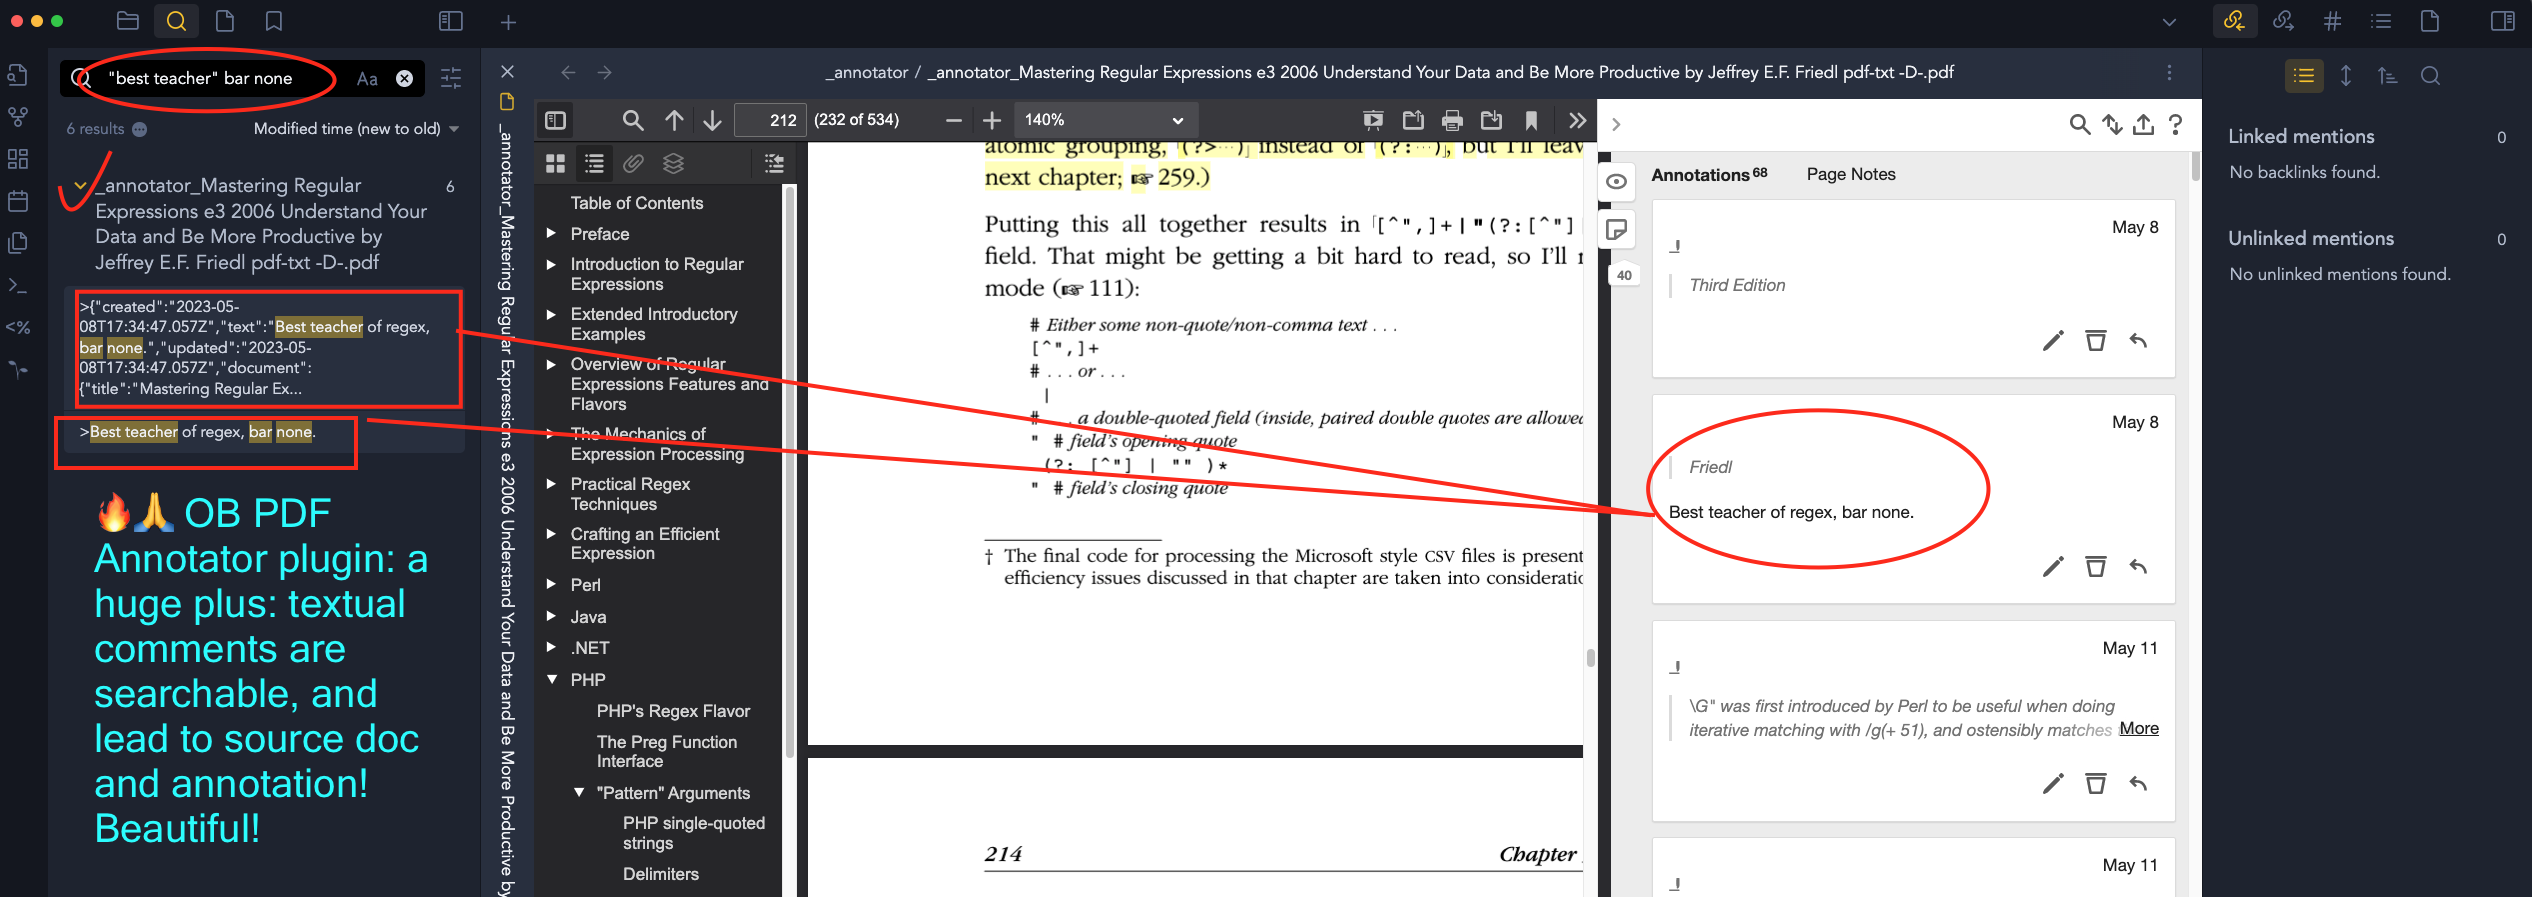 "best teacher" bar none
Aa
6 results
Modified time (new to old)
_annotator_Mastering Regular
6
Expressions e3 2006 Understand Your
Data and Be More Productive by
Jeffrey E.F. Friedl pdf-txt -D-.pdf
>{"created":"2023-05-
08T17:34:47.057Z","text":"Best teacher of regex,
bar none.","updated":"2023-05-
08T17:34:47.057Z","document":
{"title":"Mastering Regular Ex...
>Best teacher of regex, bar none.
🔥🙏 OB PDF
Annotator plugin: a
huge plus: textual
comments are
searchable, and
lead to source doc
and annotation!
Beautiful!
_annotator_Mastering Regular Expressions e3 2006 Understand Your Data and Be More Productive by
_annotator / _annotator_Mastering Regular Expressions e3 2006 Understand Your Data and Be More Productive by Jeffrey E.F. Friedl pdf-txt -D-.pdf
212
(232 of 534)
140%
Table of Contents
Preface
Introduction to Regular
Expressions
Extended Introductory
Examples
Overview of Regular
Expressions Features and
Flavors
The Mechanics of
Expression Processing
Practical Regex
Techniques
Crafting an Efficient
Expression
Perl
Java
.NET
PHP
PHP's Regex Flavor
The Preg Function
Interface
"Pattern" Arguments
PHP single-quoted
strings
Delimiters
atomic grouping, ⌈(?>···)⌋ instead of ⌈(?:···)⌋, but I'll leav
next chapter; ☞ 259.)
Putting this all together results in ⌈[^",]+|"(?:[^"]|
field. That might be getting a bit hard to read, so I'll r
mode (☞ 111):
# Either some non-quote/non-comma text . . .
[^",]+
# . . . or . . .
|
# . . . a double-quoted field (inside, paired double quotes are allowed
" # field's opening quote
(?: [^"] | "" )*
" # field's closing quote
† The final code for processing the Microsoft style CSV files is present
efficiency issues discussed in that chapter are taken into consideratio
214
Chapter
Annotations 68
Page Notes
40
May 8
Third Edition
May 8
Friedl
Best teacher of regex, bar none.
May 11
\G" was first introduced by Perl to be useful when doing
iterative matching with /g(+ 51), and ostensibly matches
More
May 11
Linked mentions
0
No backlinks found.
Unlinked mentions
0
No unlinked mentions found.